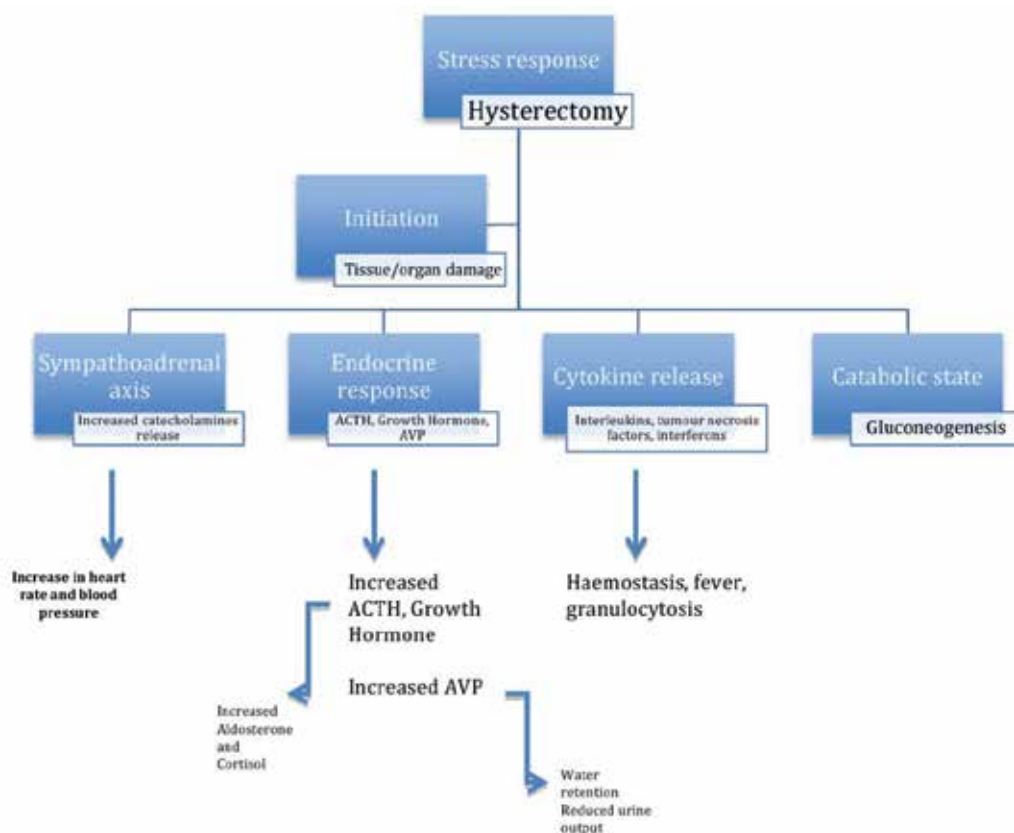 Stress response
Hysterectomy
Initiation
Tissue/organ damage
Sympathoadrenal
axis
Increased catecholamines
release
Endocrine
response
ACTH, Growth Hormone,
AVP
Cytokine release
Interleukins, tumour necrosis
factors, interferons
Catabolic state
Gluconeogenesis
Increase in heart
rate and blood
pressure
Increased
ACTH, Growth
Hormone
Increased AVP
Haemostasis, fever,
granulocytosis
Increased
Aldosterone
and
Cortisol
Water
retention
Reduced urine
output